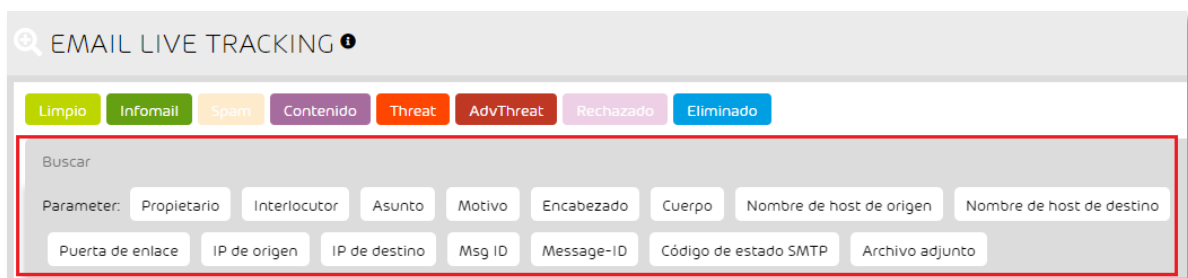 EMAIL LIVE TRACKING
Limpio Infomail Spam Contenido Threat AdvThreat Rechazado Eliminado
Buscar
Parameter: Propietario Interlocutor Asunto Motivo Encabezado Cuerpo Nombre de host de origen Nombre de host de destino
Puerta de enlace IP de origen IP de destino Msg ID Message-ID Código de estado SMTP Archivo adjunto